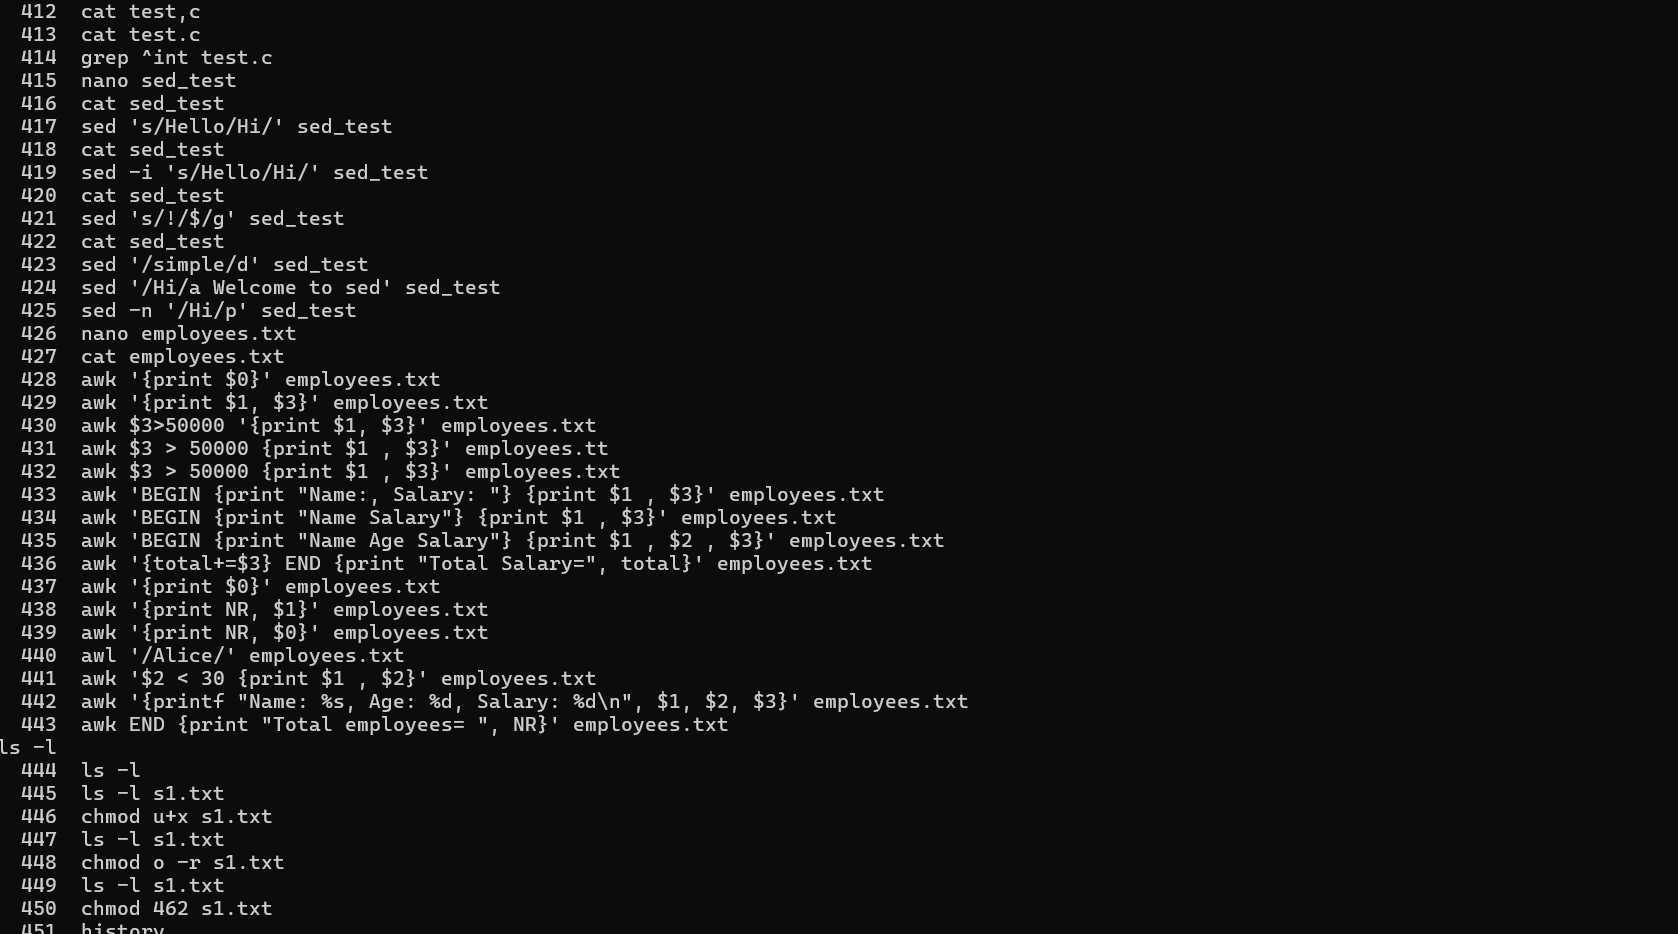 412 cat test,c
413 cat test.c
414 grep ^int test.c
415 nano sed_test
416 cat sed_test
417 sed 's/Hello/Hi/' sed_test
418 cat sed_test
419 sed -i 's/Hello/Hi/' sed_test
420 cat sed_test
421 sed 's/!/$/g' sed_test
422 cat sed_test
423 sed '/simple/d' sed_test
424 sed '/Hi/a Welcome to sed' sed_test
425 sed -n '/Hi/p' sed_test
426 nano employees.txt
427 cat employees.txt
428 awk '{print $0}' employees.txt
429 awk '{print $1, $3}' employees.txt
430 awk $3>50000 '{print $1, $3}' employees.txt
431 awk $3 > 50000 {print $1 , $3}' employees.tt
432 awk $3 > 50000 {print $1 , $3}' employees.txt
433 awk 'BEGIN {print "Name:, Salary: "} {print $1 , $3}' employees.txt
434 awk 'BEGIN {print "Name Salary"} {print $1 , $3}' employees.txt
435 awk 'BEGIN {print "Name Age Salary"} {print $1 , $2 , $3}' employees.txt
436 awk '{total+=$3} END {print "Total Salary=", total}' employees.txt
437 awk '{print $0}' employees.txt
438 awk '{print NR, $1}' employees.txt
439 awk '{print NR, $0}' employees.txt
440 awl '/Alice/' employees.txt
441 awk '$2 < 30 {print $1 , $2}' employees.txt
442 awk '{printf "Name: %s, Age: %d, Salary: %d\n", $1, $2, $3}' employees.txt
443 awk END {print "Total employees= ", NR}' employees.txt
ls -l
444 ls -l
445 ls -l s1.txt
446 chmod u+x s1.txt
447 ls -l s1.txt
448 chmod o -r s1.txt
449 ls -l s1.txt
450 chmod 462 s1.txt
451 history